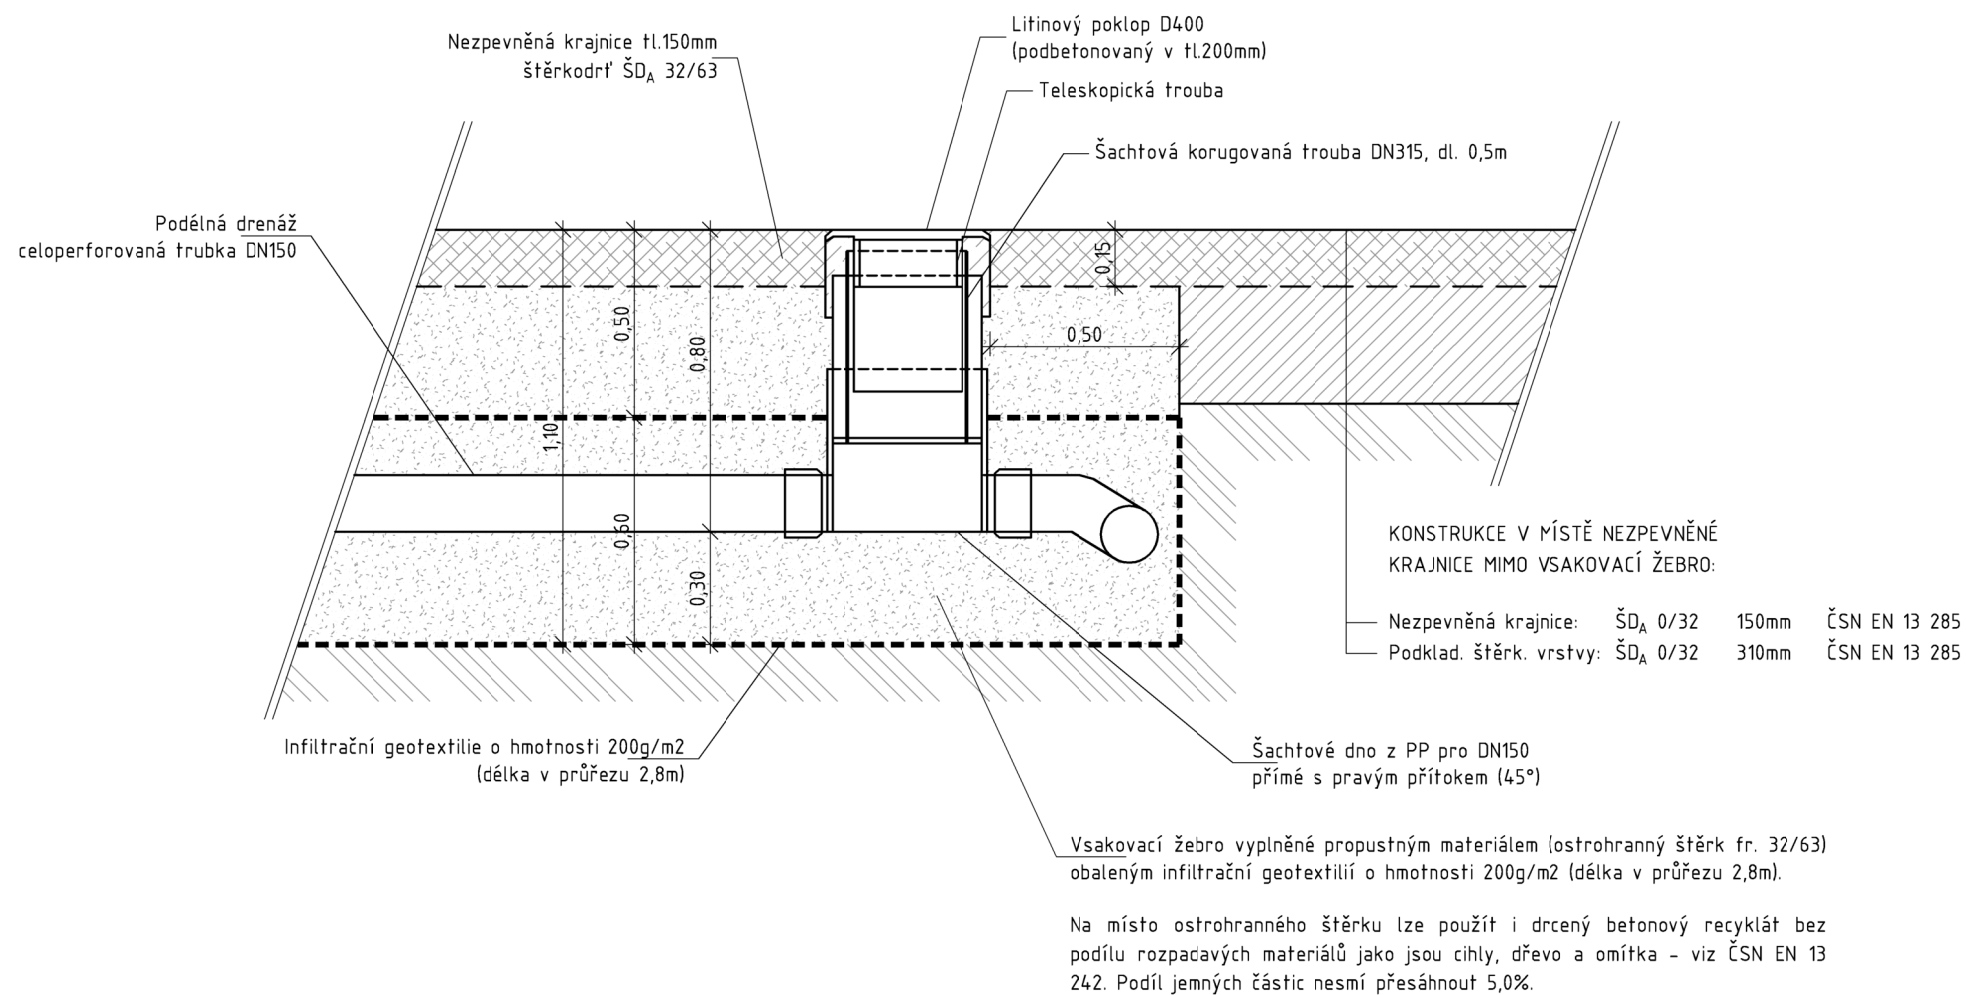 Litinový poklop D400
(podbetonovaný v tl.200mm)
Nezpevněná krajnice tl.150mm
štěrkodrť ŠDA 32/63
Teleskopická trouba
Šachtová korugovaná trouba DN315, dl. 0,5m
Podélná drenáž
celoperforovaná trubka DN150
0,15
0,50
0,80
0,50
1,10
0,60
0,30
KONSTRUKCE V MÍSTĚ NEZPEVNĚNÉ
KRAJNICE MIMO VSAKOVACÍ ŽEBRO:
Nezpevněná krajnice: ŠDA 0/32 150mm ČSN EN 13 285
Podklad. štěrk. vrstvy: ŠDA 0/32 310mm ČSN EN 13 285
Infiltrační geotextilie o hmotnosti 200g/m2
(délka v průřezu 2,8m)
Šachtové dno z PP pro DN150
přímé s pravým přítokem (45°)
Vsakovací žebro vyplněné propustným materiálem (ostrohranný štěrk fr. 32/63)
obaleným infiltrační geotextilií o hmotnosti 200g/m2 (délka v průřezu 2,8m).
Na místo ostrohranného štěrku lze použít i drcený betonový recyklát bez
podílu rozpadavých materiálů jako jsou cihly, dřevo a omítka - viz ČSN EN 13
242. Podíl jemných částic nesmí přesáhnout 5,0%.